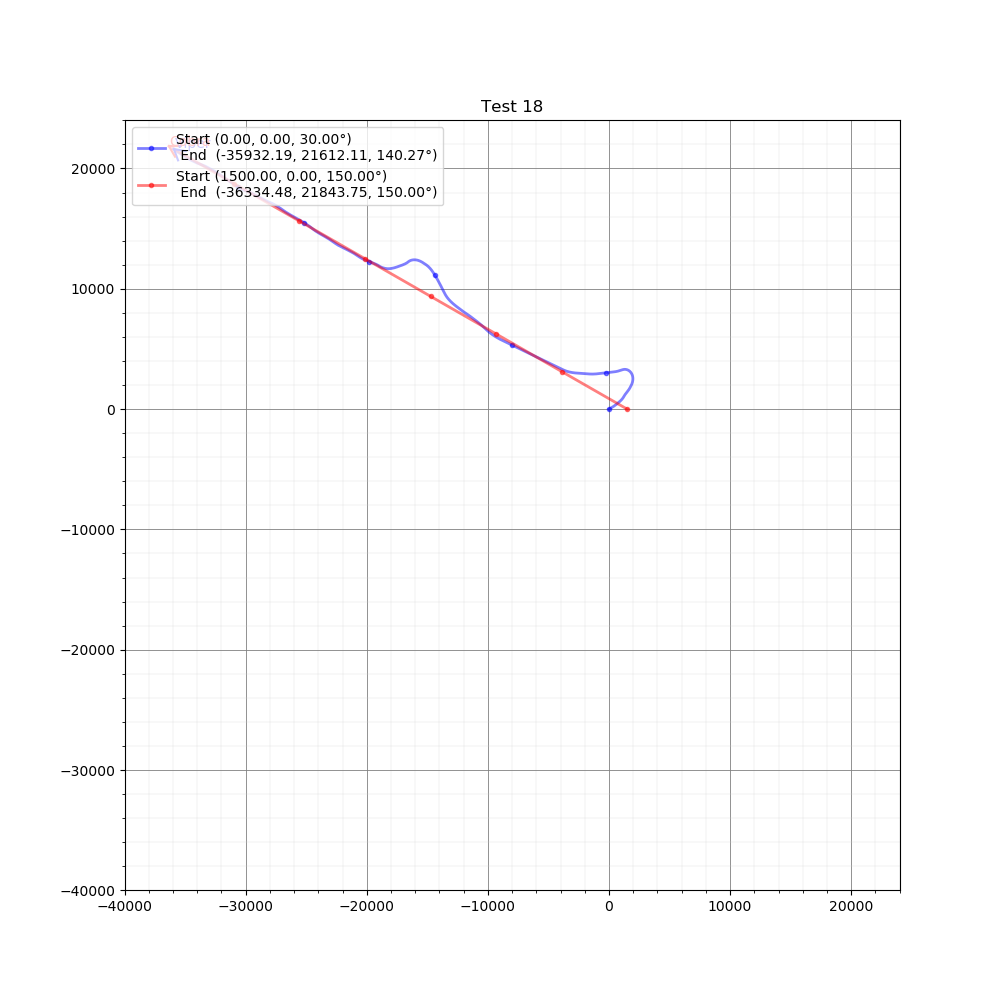 Test 18
Start (0.00, 0.00, 30.00°)
End (-35932.19, 21612.11, 140.27°)
Start (1500.00, 0.00, 150.00°)
End (-36334.48, 21843.75, 150.00°)
20000
10000
0
−10000
−20000
−30000
−40000
−40000 −30000 −20000 −10000 0 10000 20000